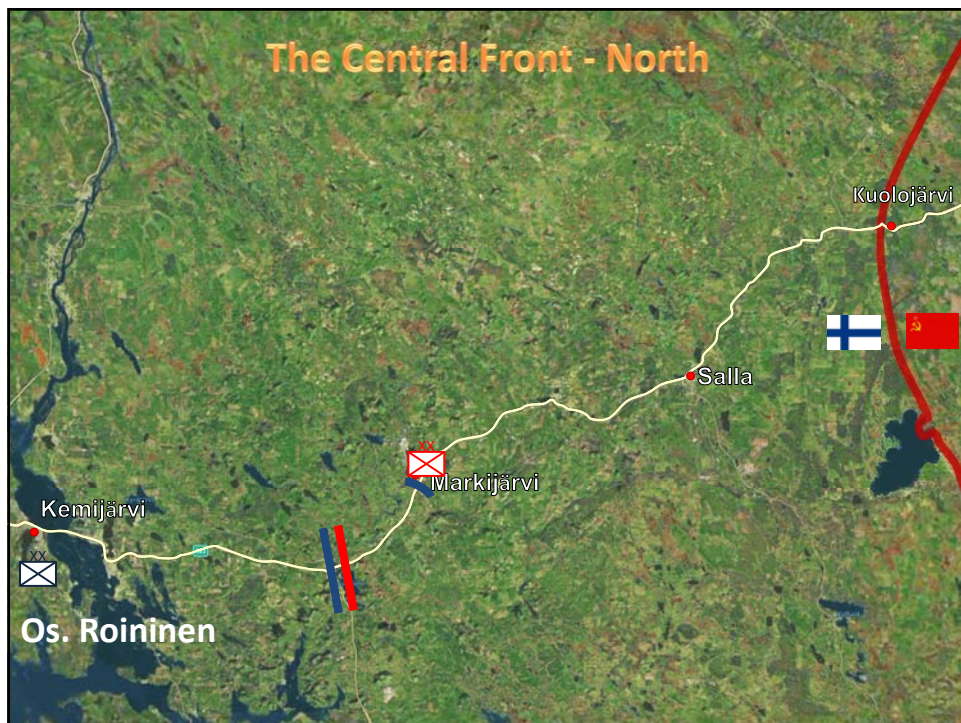 The Central Front - North
Kuolojärvi
Salla
XX
Markijärvi
Kemijärvi
XX
Os. Roininen